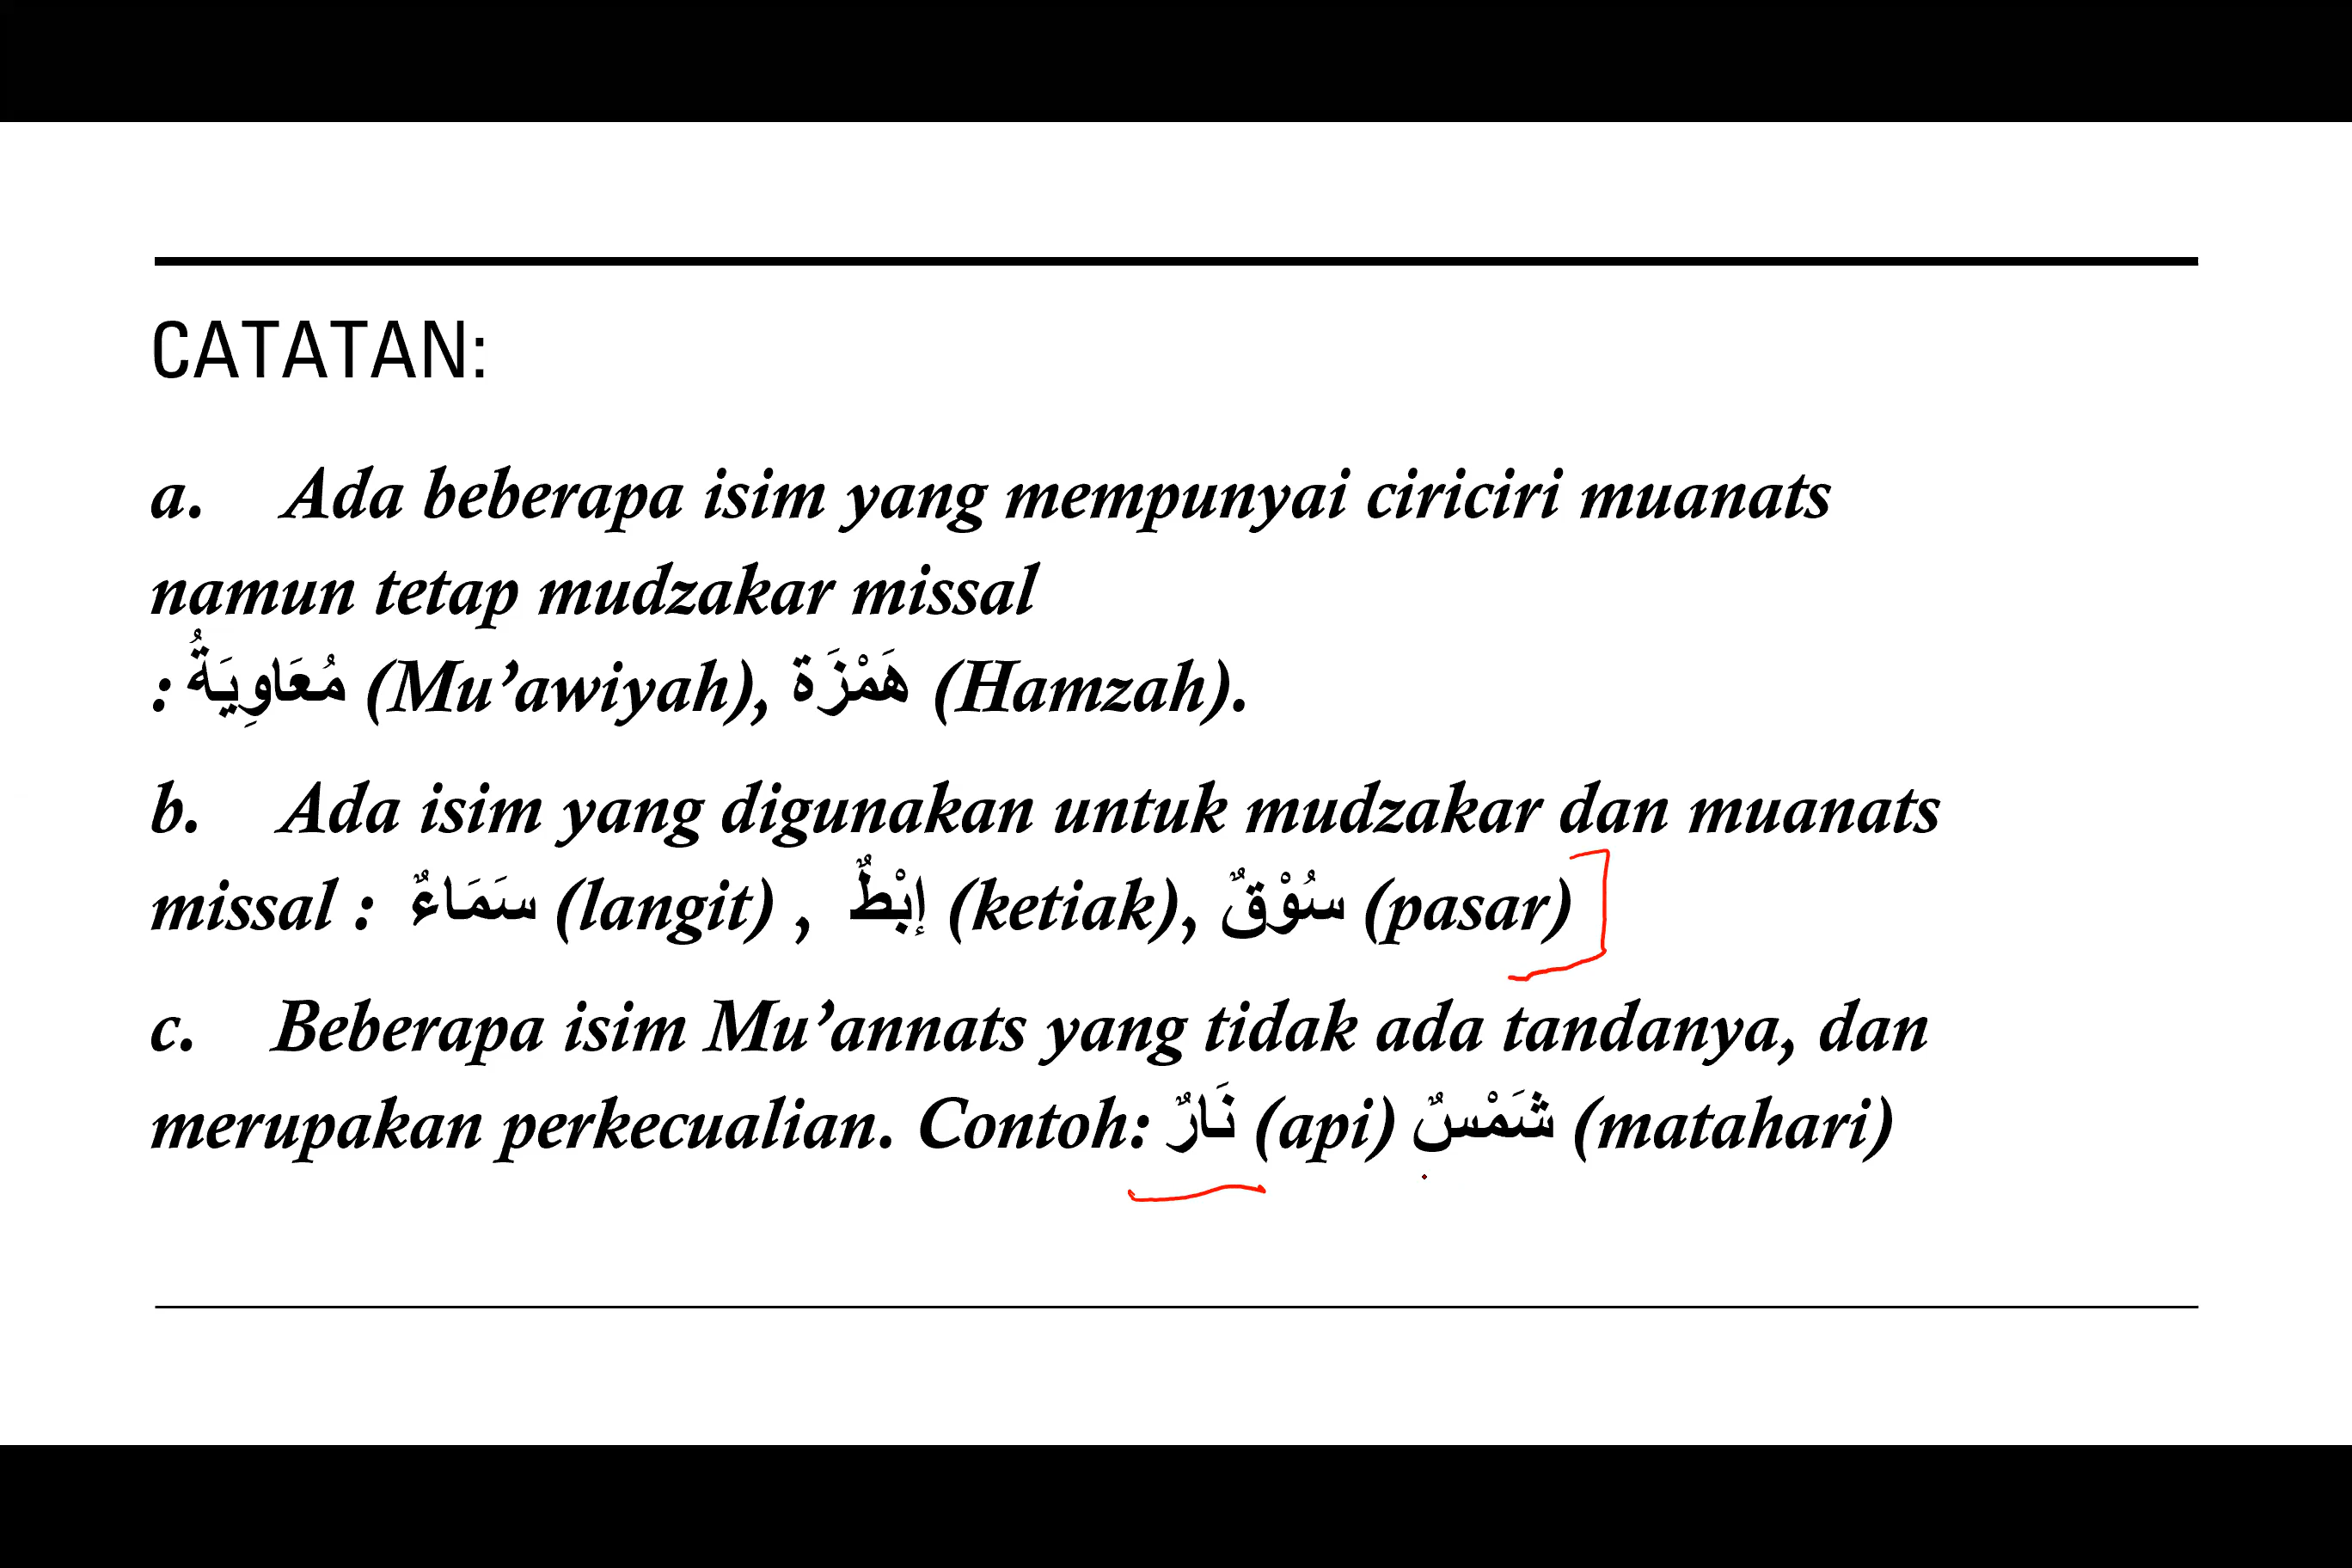 CATATAN:
a. Ada beberapa isim yang mempunyai ciriciri muanats
namun tetap mudzakar missal
: مُعَاوِيَةُ (Mu’awiyah), هَمْزَة (Hamzah).
b. Ada isim yang digunakan untuk mudzakar dan muanats
missal : سَمَاءٌ (langit) , إِبْطٌ (ketiak), سُوْقٌ (pasar)
c. Beberapa isim Mu’annats yang tidak ada tandanya, dan
merupakan perkecualian. Contoh: نَارٌ (api) شَمْسٌ (matahari)